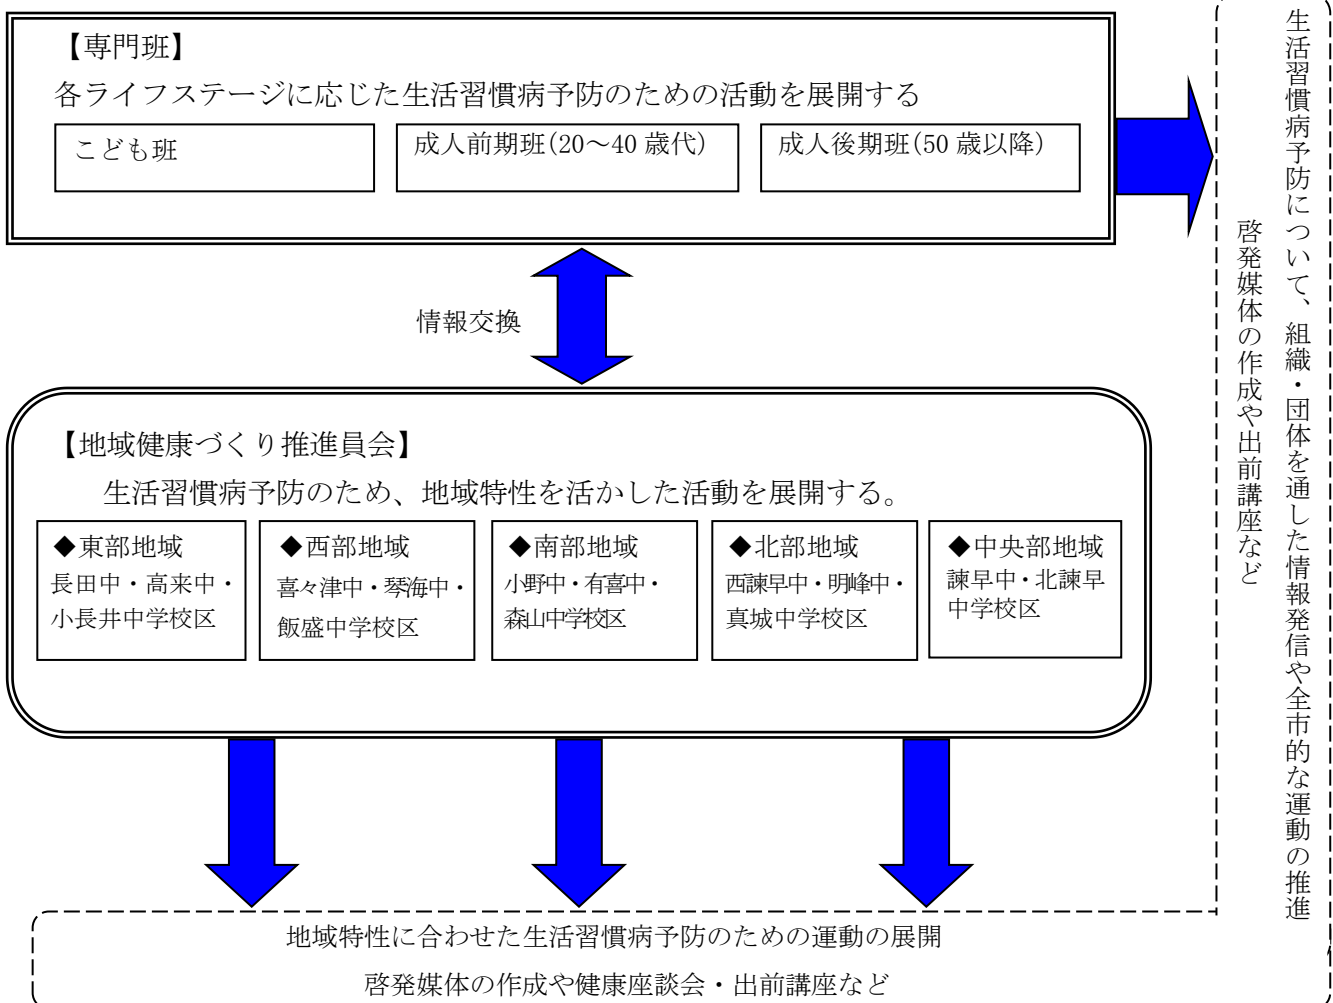 【専門班】
各ライフステージに応じた生活習慣病予防のための活動を展開する
こども班
成人前期班(20～40 歳代)
成人後期班(50 歳以降)
生活習慣病予防について、組織・団体を通した情報発信や全市的な運動の推進
啓発媒体の作成や出前講座など
情報交換
【地域健康づくり推進員会】
生活習慣病予防のため、地域特性を活かした活動を展開する。
◆東部地域
長田中・高来中・
小長井中学校区
◆西部地域
喜々津中・琴海中・
飯盛中学校区
◆南部地域
小野中・有喜中・
森山中学校区
◆北部地域
西諫早中・明峰中・
真城中学校区
◆中央部地域
諫早中・北諫早
中学校区
地域特性に合わせた生活習慣病予防のための運動の展開
啓発媒体の作成や健康座談会・出前講座など